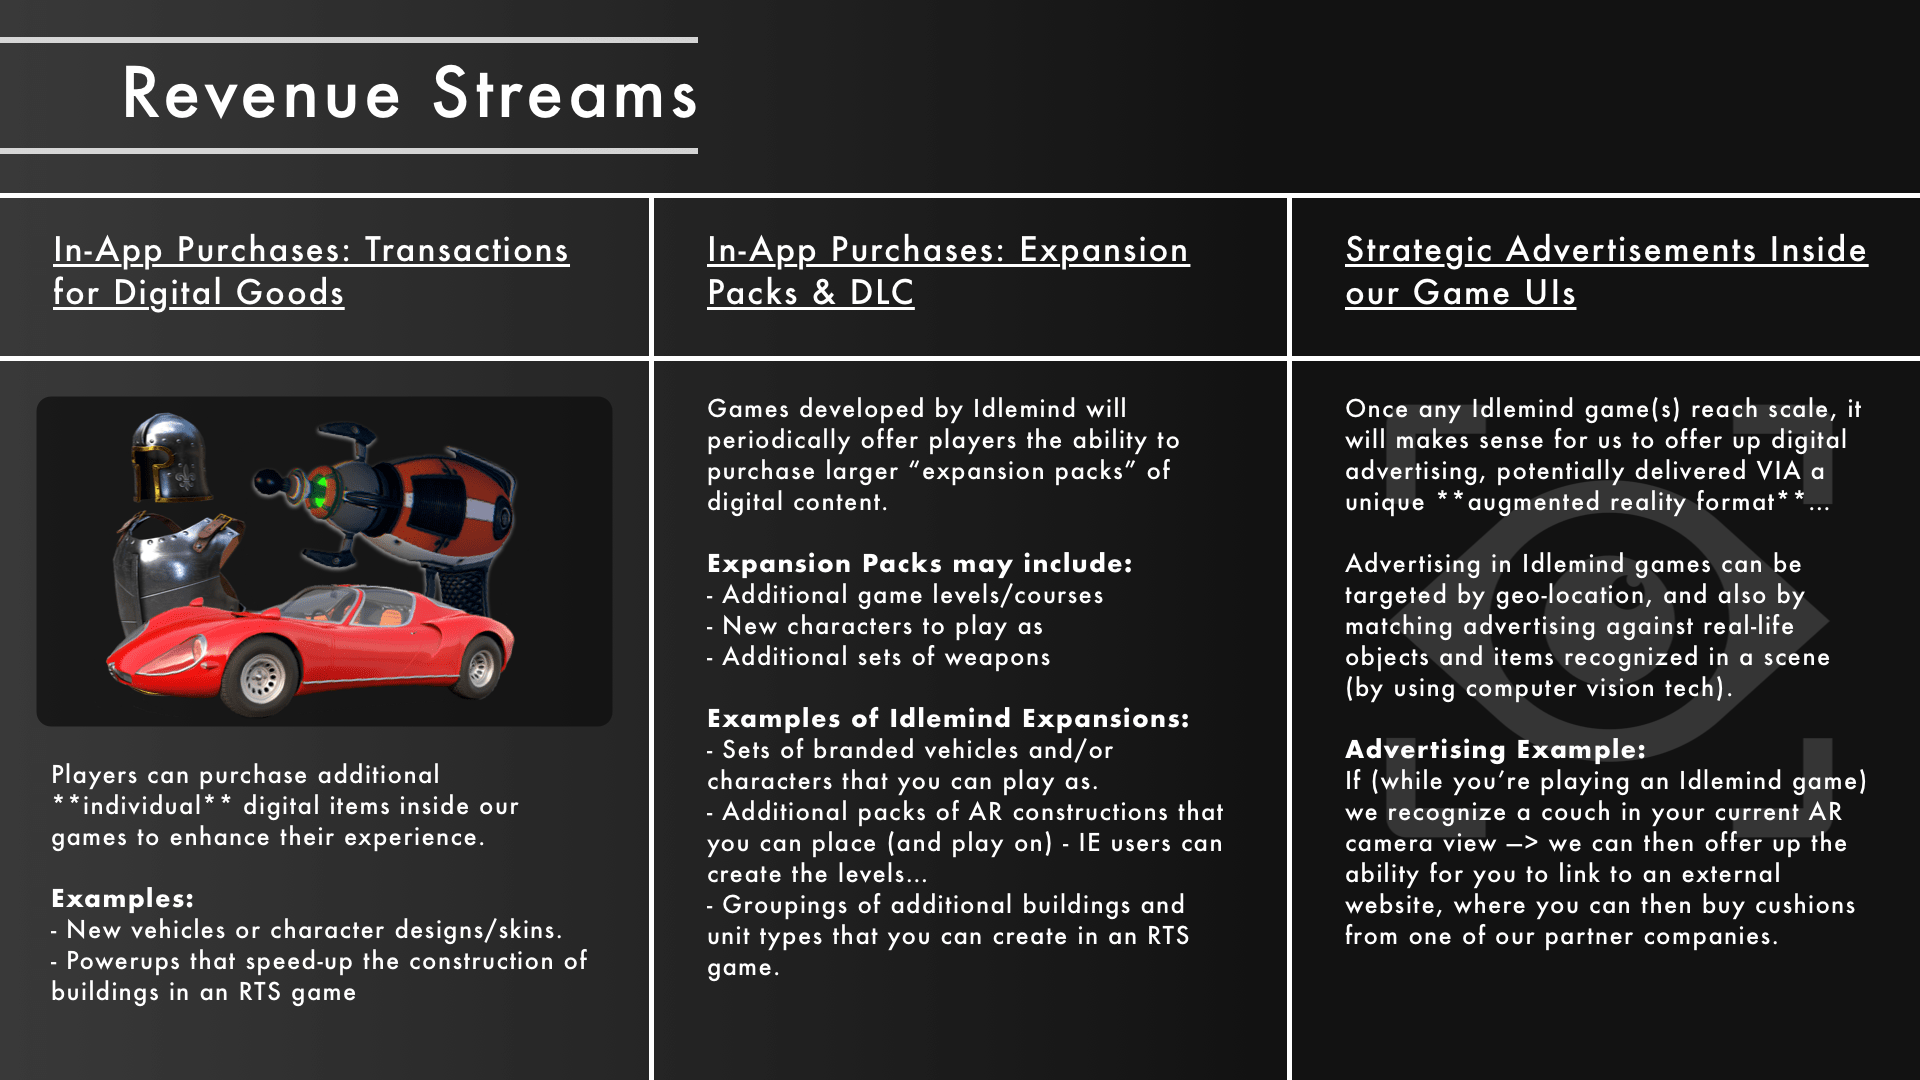 Revenue Streams
In-App Purchases: Transactions
for Digital Goods
In-App Purchases: Expansion
Packs & DLC
Strategic Advertisements Inside
our Game UIs
Players can purchase additional
**individual** digital items inside our
games to enhance their experience.
Examples:
- New vehicles or character designs/skins.
- Powerups that speed-up the construction of
buildings in an RTS game
Games developed by Idlemind will
periodically offer players the ability to
purchase larger “expansion packs” of
digital content.
Expansion Packs may include:
- Additional game levels/courses
- New characters to play as
- Additional sets of weapons
Examples of Idlemind Expansions:
- Sets of branded vehicles and/or
characters that you can play as.
- Additional packs of AR constructions that
you can place (and play on) - IE users can
create the levels...
- Groupings of additional buildings and
unit types that you can create in an RTS
game.
Once any Idlemind game(s) reach scale, it
will makes sense for us to offer up digital
advertising, potentially delivered VIA a
unique **augmented reality format**...
Advertising in Idlemind games can be
targeted by geo-location, and also by
matching advertising against real-life
objects and items recognized in a scene
(by using computer vision tech).
Advertising Example:
If (while you’re playing an Idlemind game)
we recognize a couch in your current AR
camera view —> we can then offer up the
ability for you to link to an external
website, where you can then buy cushions
from one of our partner companies.